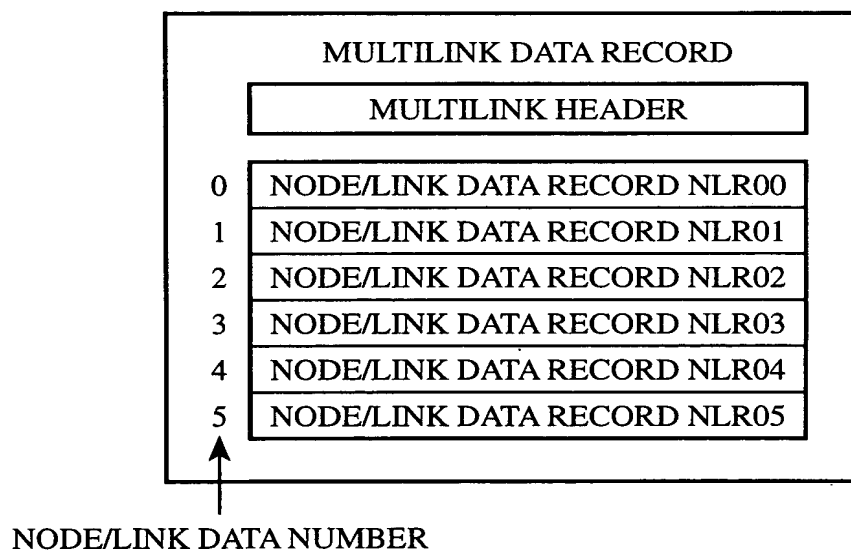 MULTILINK DATA RECORD
MULTILINK HEADER
0 NODE/LINK DATA RECORD NLR00
1 NODE/LINK DATA RECORD NLR01
2 NODE/LINK DATA RECORD NLR02
3 NODE/LINK DATA RECORD NLR03
4 NODE/LINK DATA RECORD NLR04
5 NODE/LINK DATA RECORD NLR05
NODE/LINK DATA NUMBER